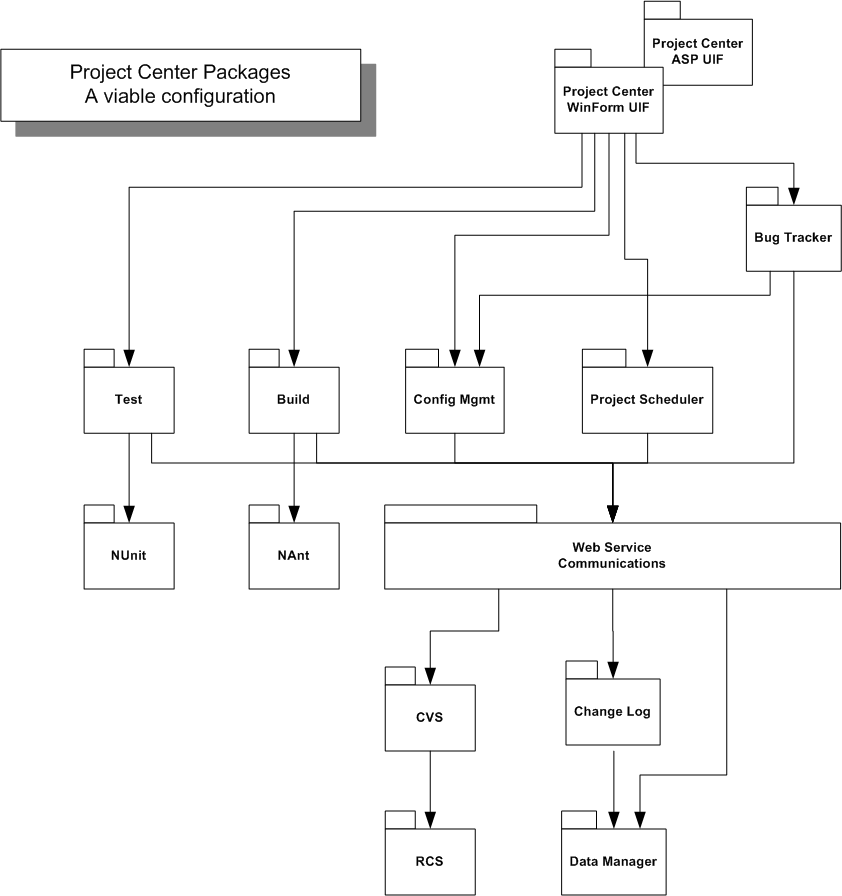 Project Center
ASP UIF
Project Center Packages
A viable configuration
Project Center
WinForm UIF
Bug Tracker
Test
Build
Config Mgmt
Project Scheduler
NUnit
NAnt
Web Service
Communications
CVS
Change Log
RCS
Data Manager